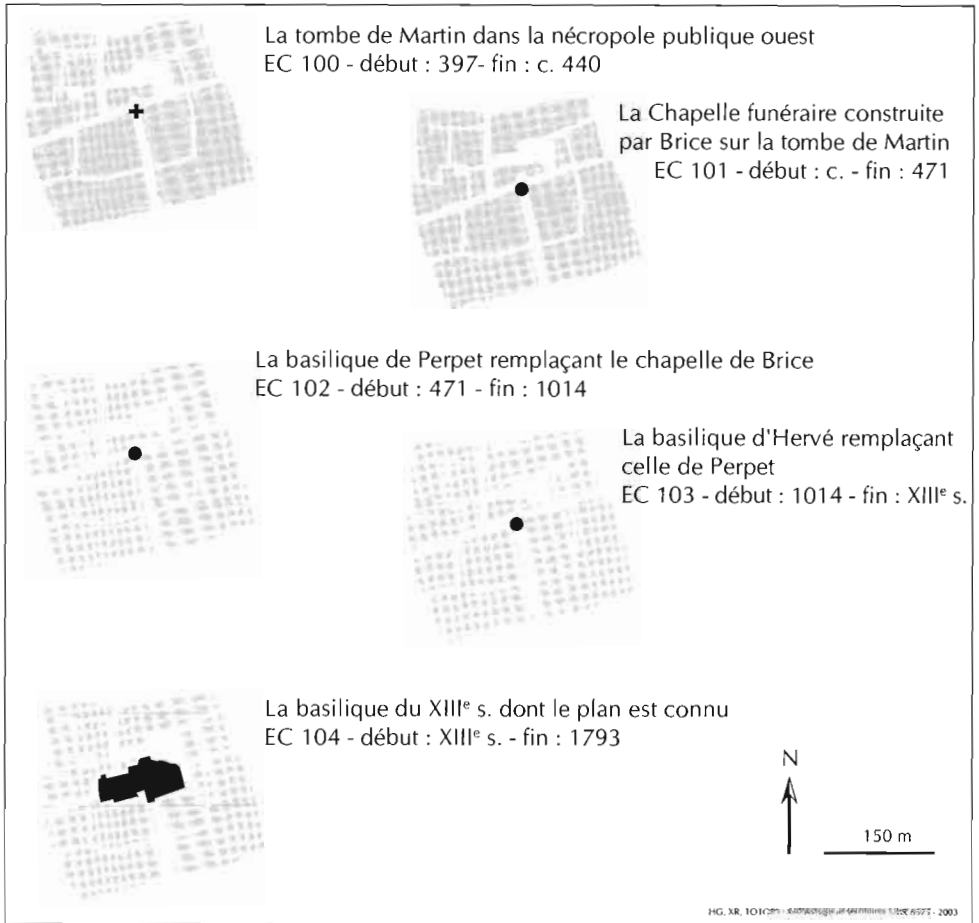 La tombe de Martin dans la nécropole publique ouest
EC 100 - début : 397- fin : c. 440
La Chapelle funéraire construite
par Brice sur la tombe de Martin
EC 101 - début : c. - fin : 471
La basilique de Perpet remplaçant le chapelle de Brice
EC 102 - début : 471 - fin : 1014
La basilique d'Hervé remplaçant
celle de Perpet
EC 103 - début : 1014 - fin : XIIIᵉ s.
La basilique du XIIIᵉ s. dont le plan est connu
EC 104 - début : XIIIᵉ s. - fin : 1793
N
150 m
HG, XR, - 2003